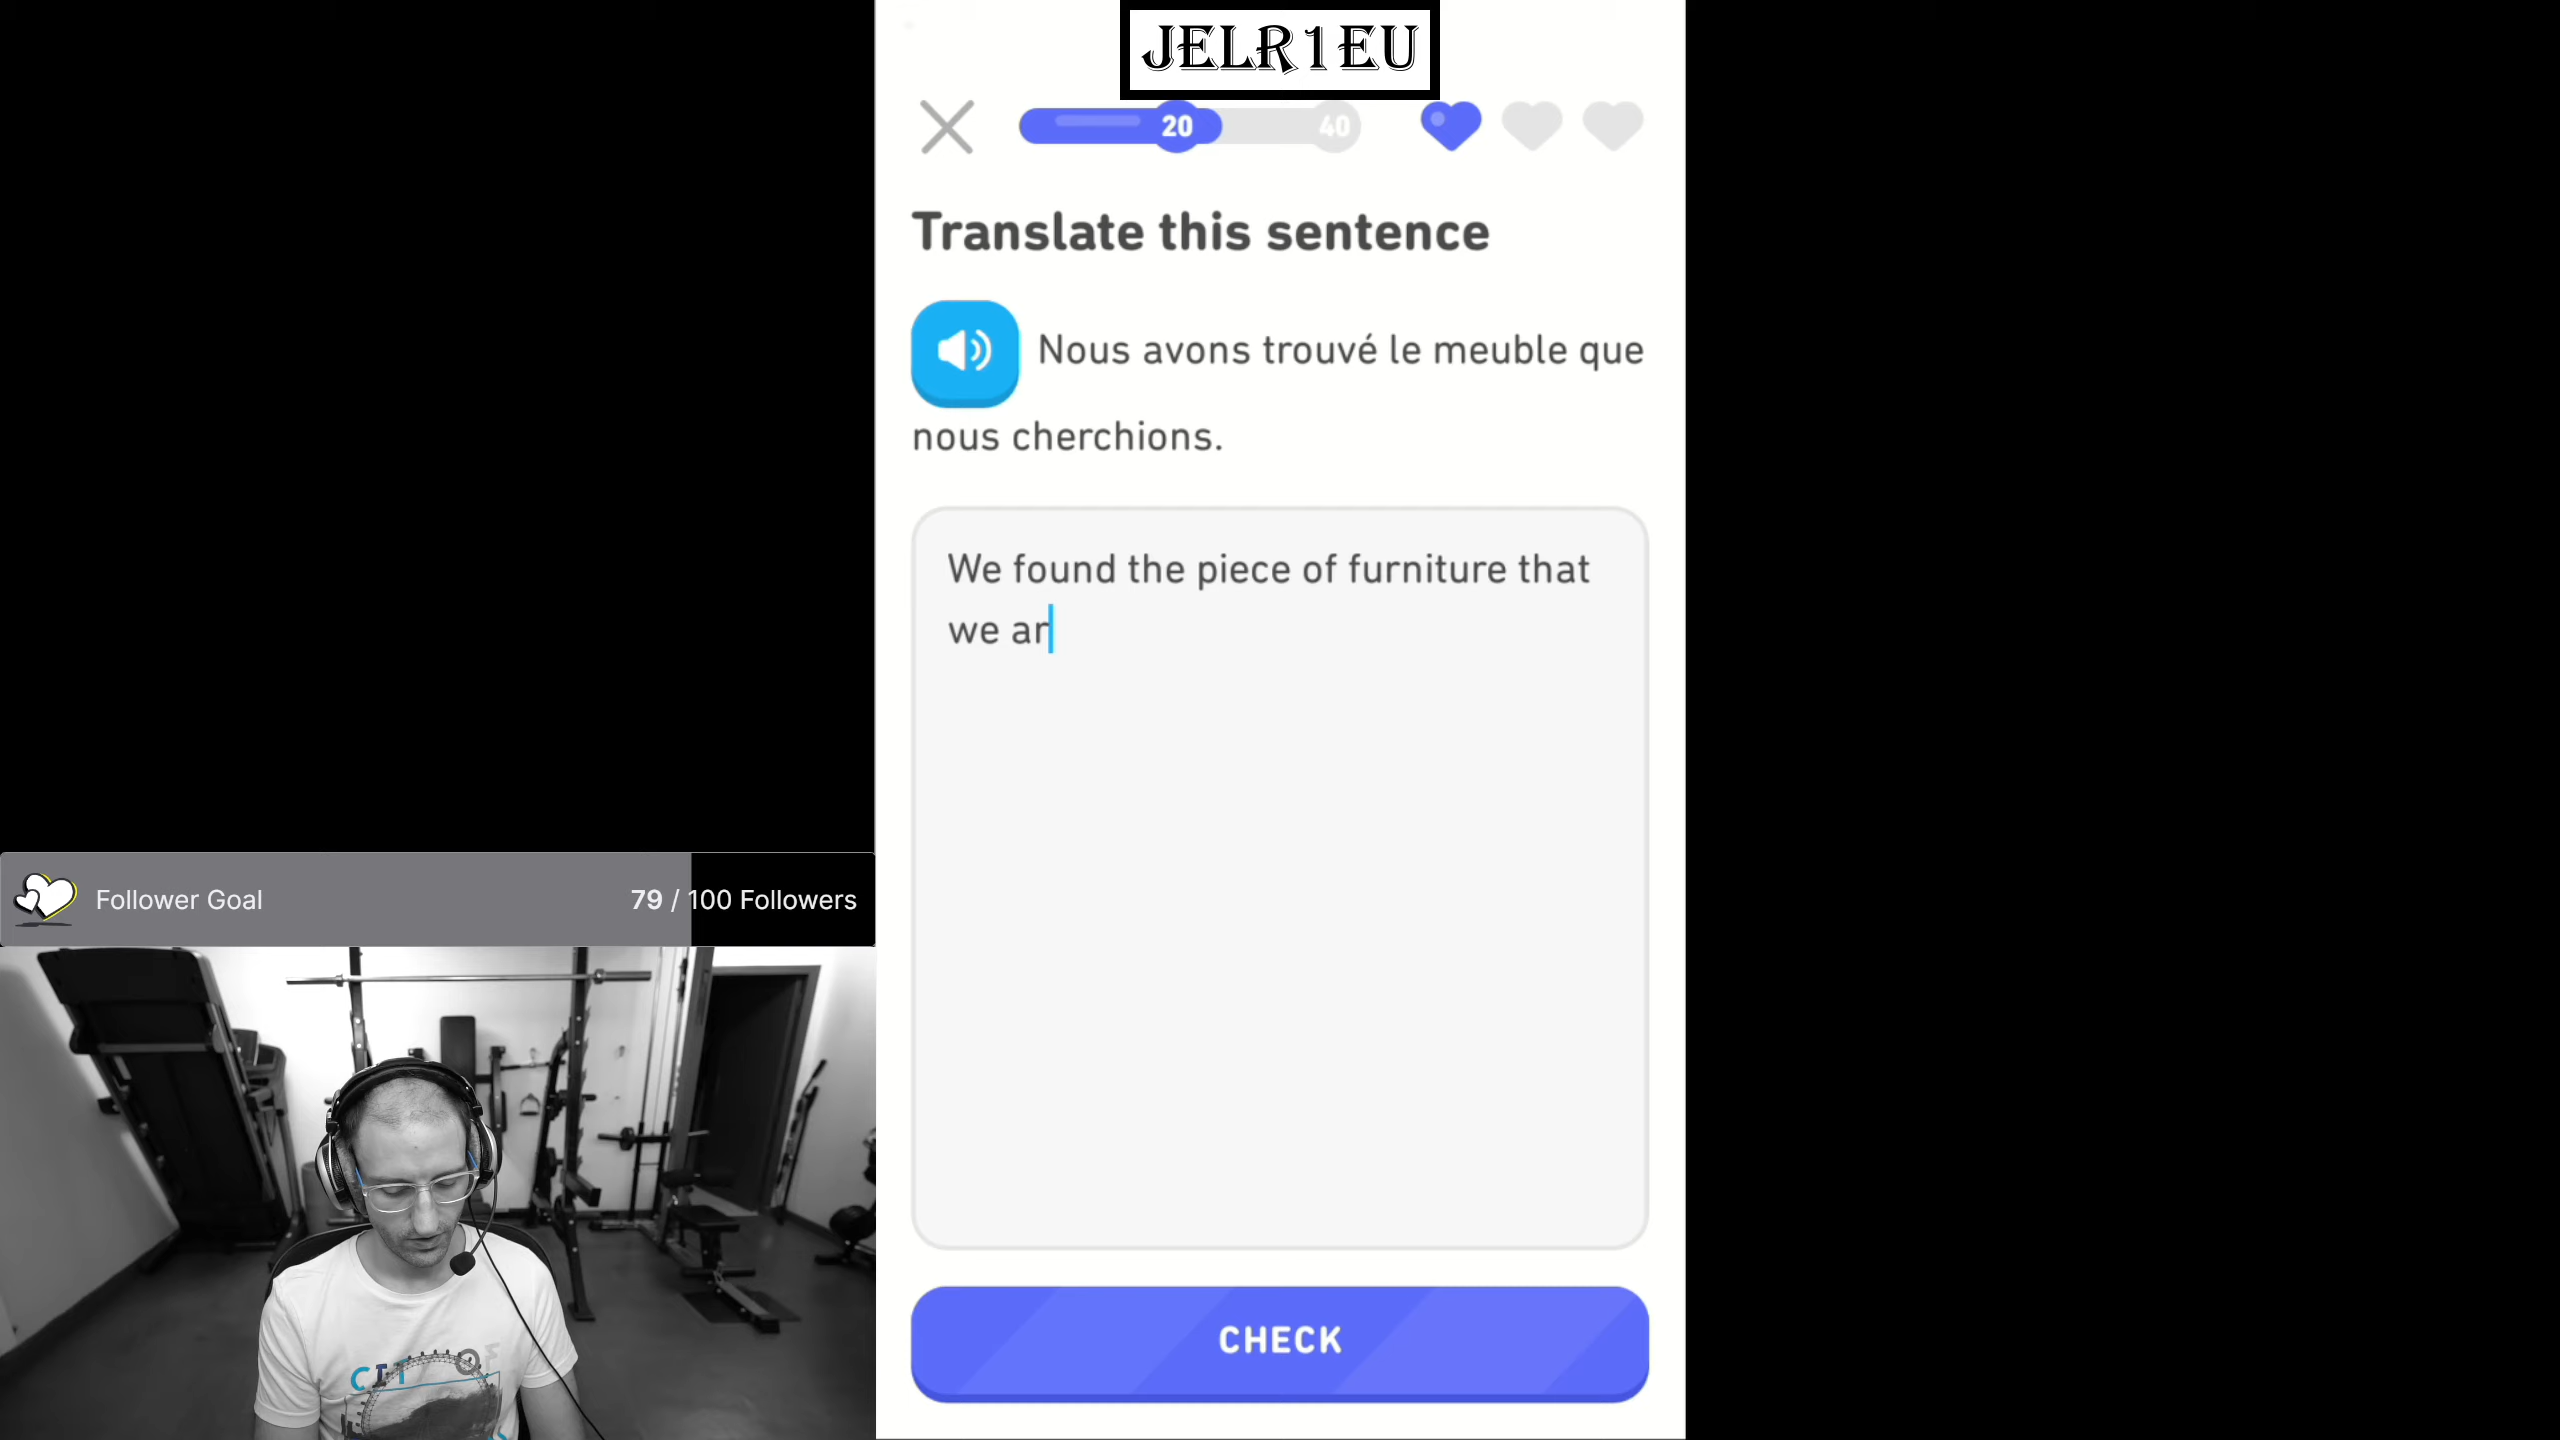 JELR1EU
20
40
Translate this sentence
Nous avons trouvé le meuble que
nous cherchions.
We found the piece of furniture that
we ar
CHECK
Follower Goal
79 / 100 Followers